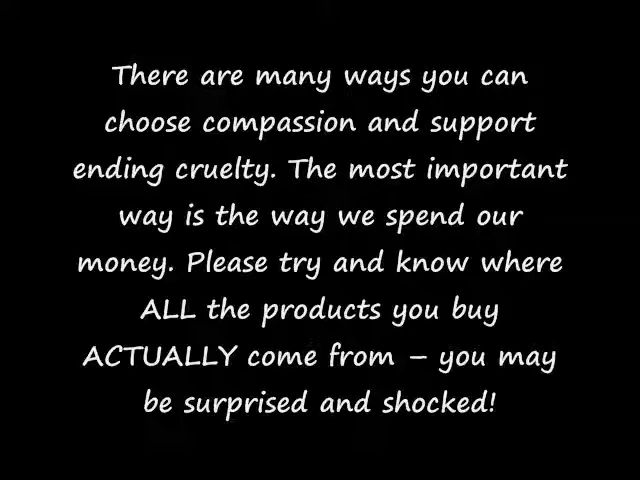 There are many ways you can
choose compassion and support
ending cruelty. The most important
way is the way we spend our
money. Please try and know where
ALL the products you buy
ACTUALLY come from – you may
be surprised and shocked!